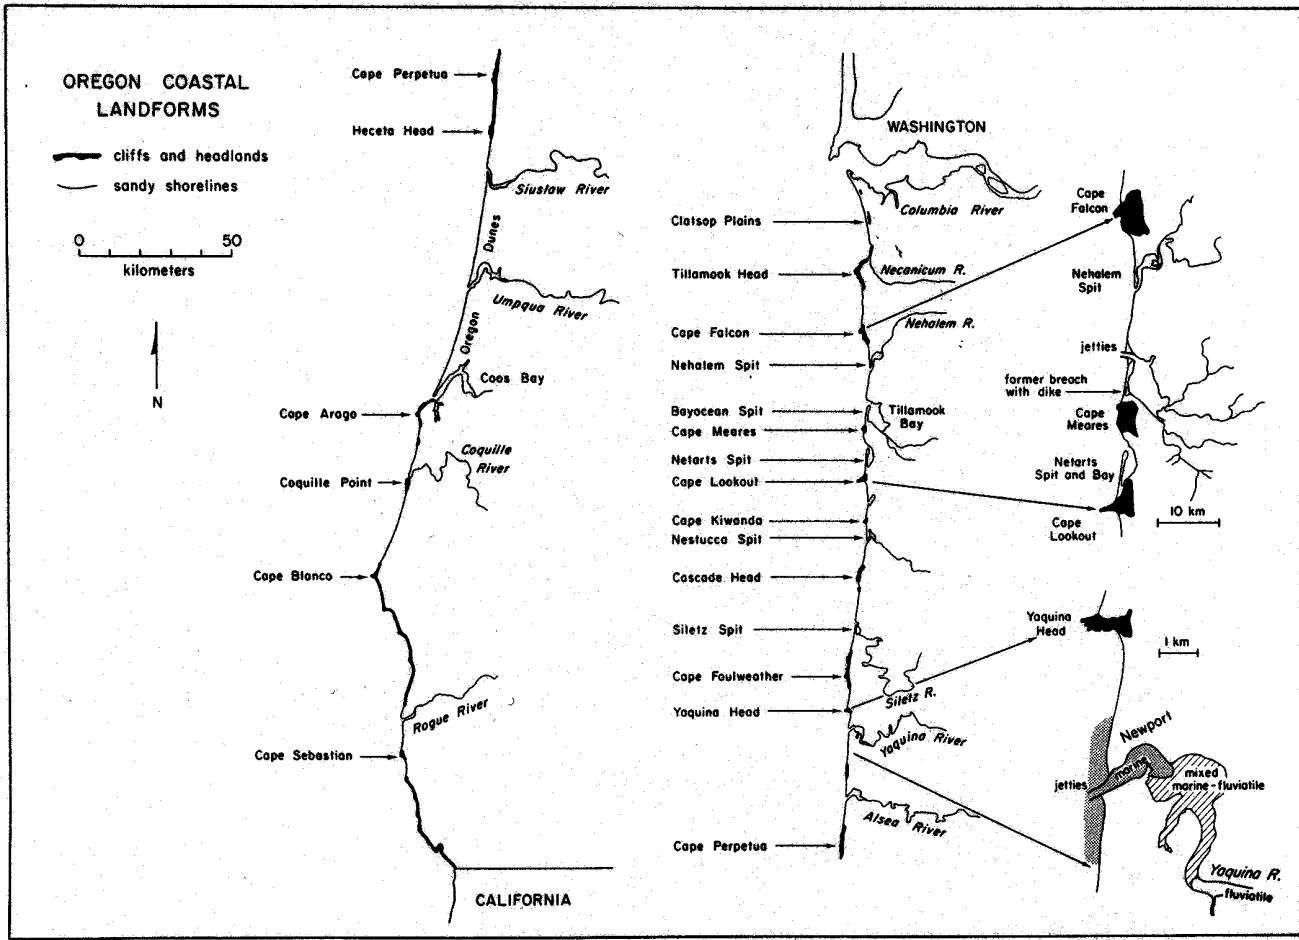 OREGON COASTAL
LANDFORMS
cliffs and headlands
sandy shorelines
0 50
kilometers
N
Cape Perpetua
Heceta Head
Siuslaw River
Dunes
Umpqua River
Oregon
Coos Bay
Cape Arago
Coquille
River
Coquille Point
Cape Blanco
Rogue River
Cape Sebastian
CALIFORNIA
WASHINGTON
Columbia River
Clatsop Plains
Tillamook Head
Necanicum R.
Cape Falcon
Nehalem R.
Nehalem Spit
Bayocean Spit
Tillamook
Bay
Cape Meares
Netarts Spit
Cape Lookout
Cape Kiwanda
Nestucca Spit
Cascade Head
Siletz Spit
Cape Foulweather
Siletz R.
Yaquina Head
Yaquina River
Alsea River
Cape Perpetua
Cape
Falcon
Nehalem
Spit
jetties
former breach
with dike
Cape
Meares
Netarts
Spit and Bay
10 km
Cape
Lookout
Yaquina
Head
1 km
Newport
marine
jetties
mixed
marine-fluviatile
Yaquina R.
fluviatile